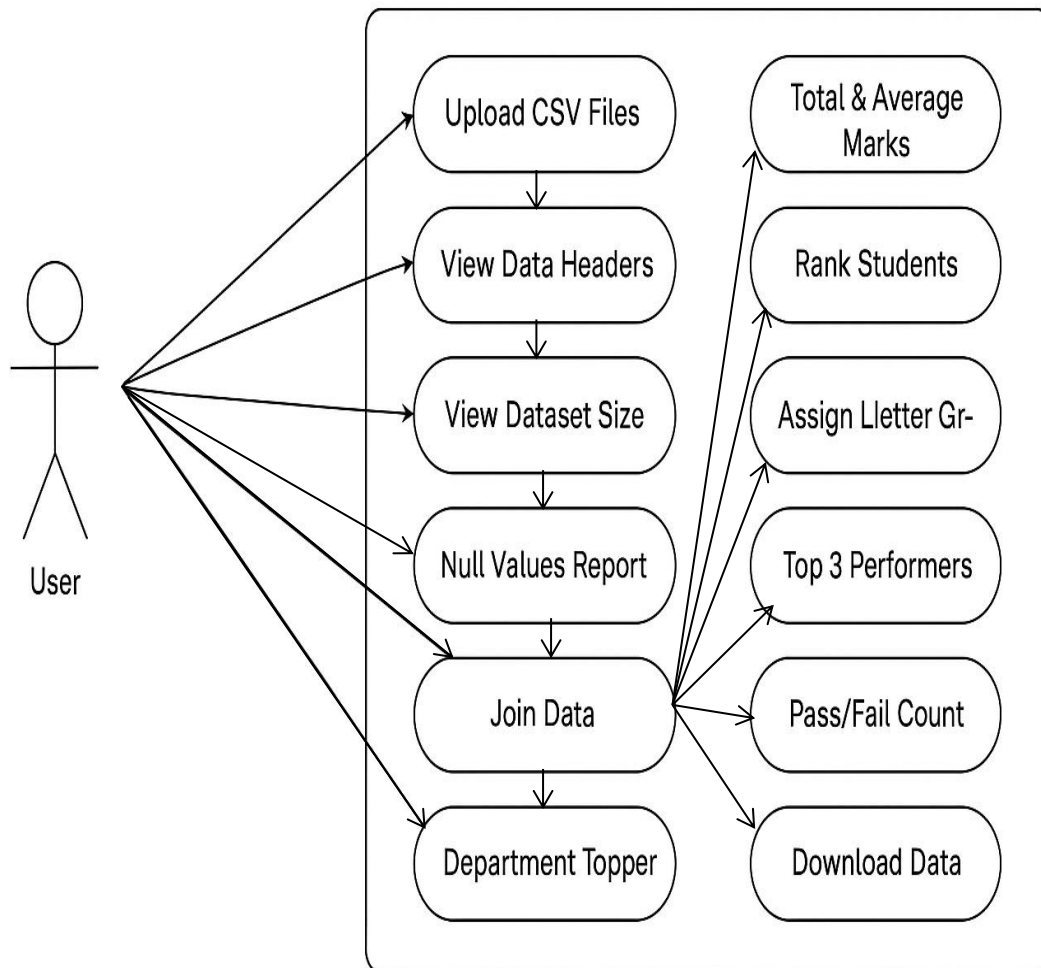 Upload CSV Files
View Data Headers
View Dataset Size
Null Values Report
Join Data
Department Topper
Total & Average
Marks
Rank Students
Assign Lletter Gr-
Top 3 Performers
Pass/Fail Count
Download Data
User